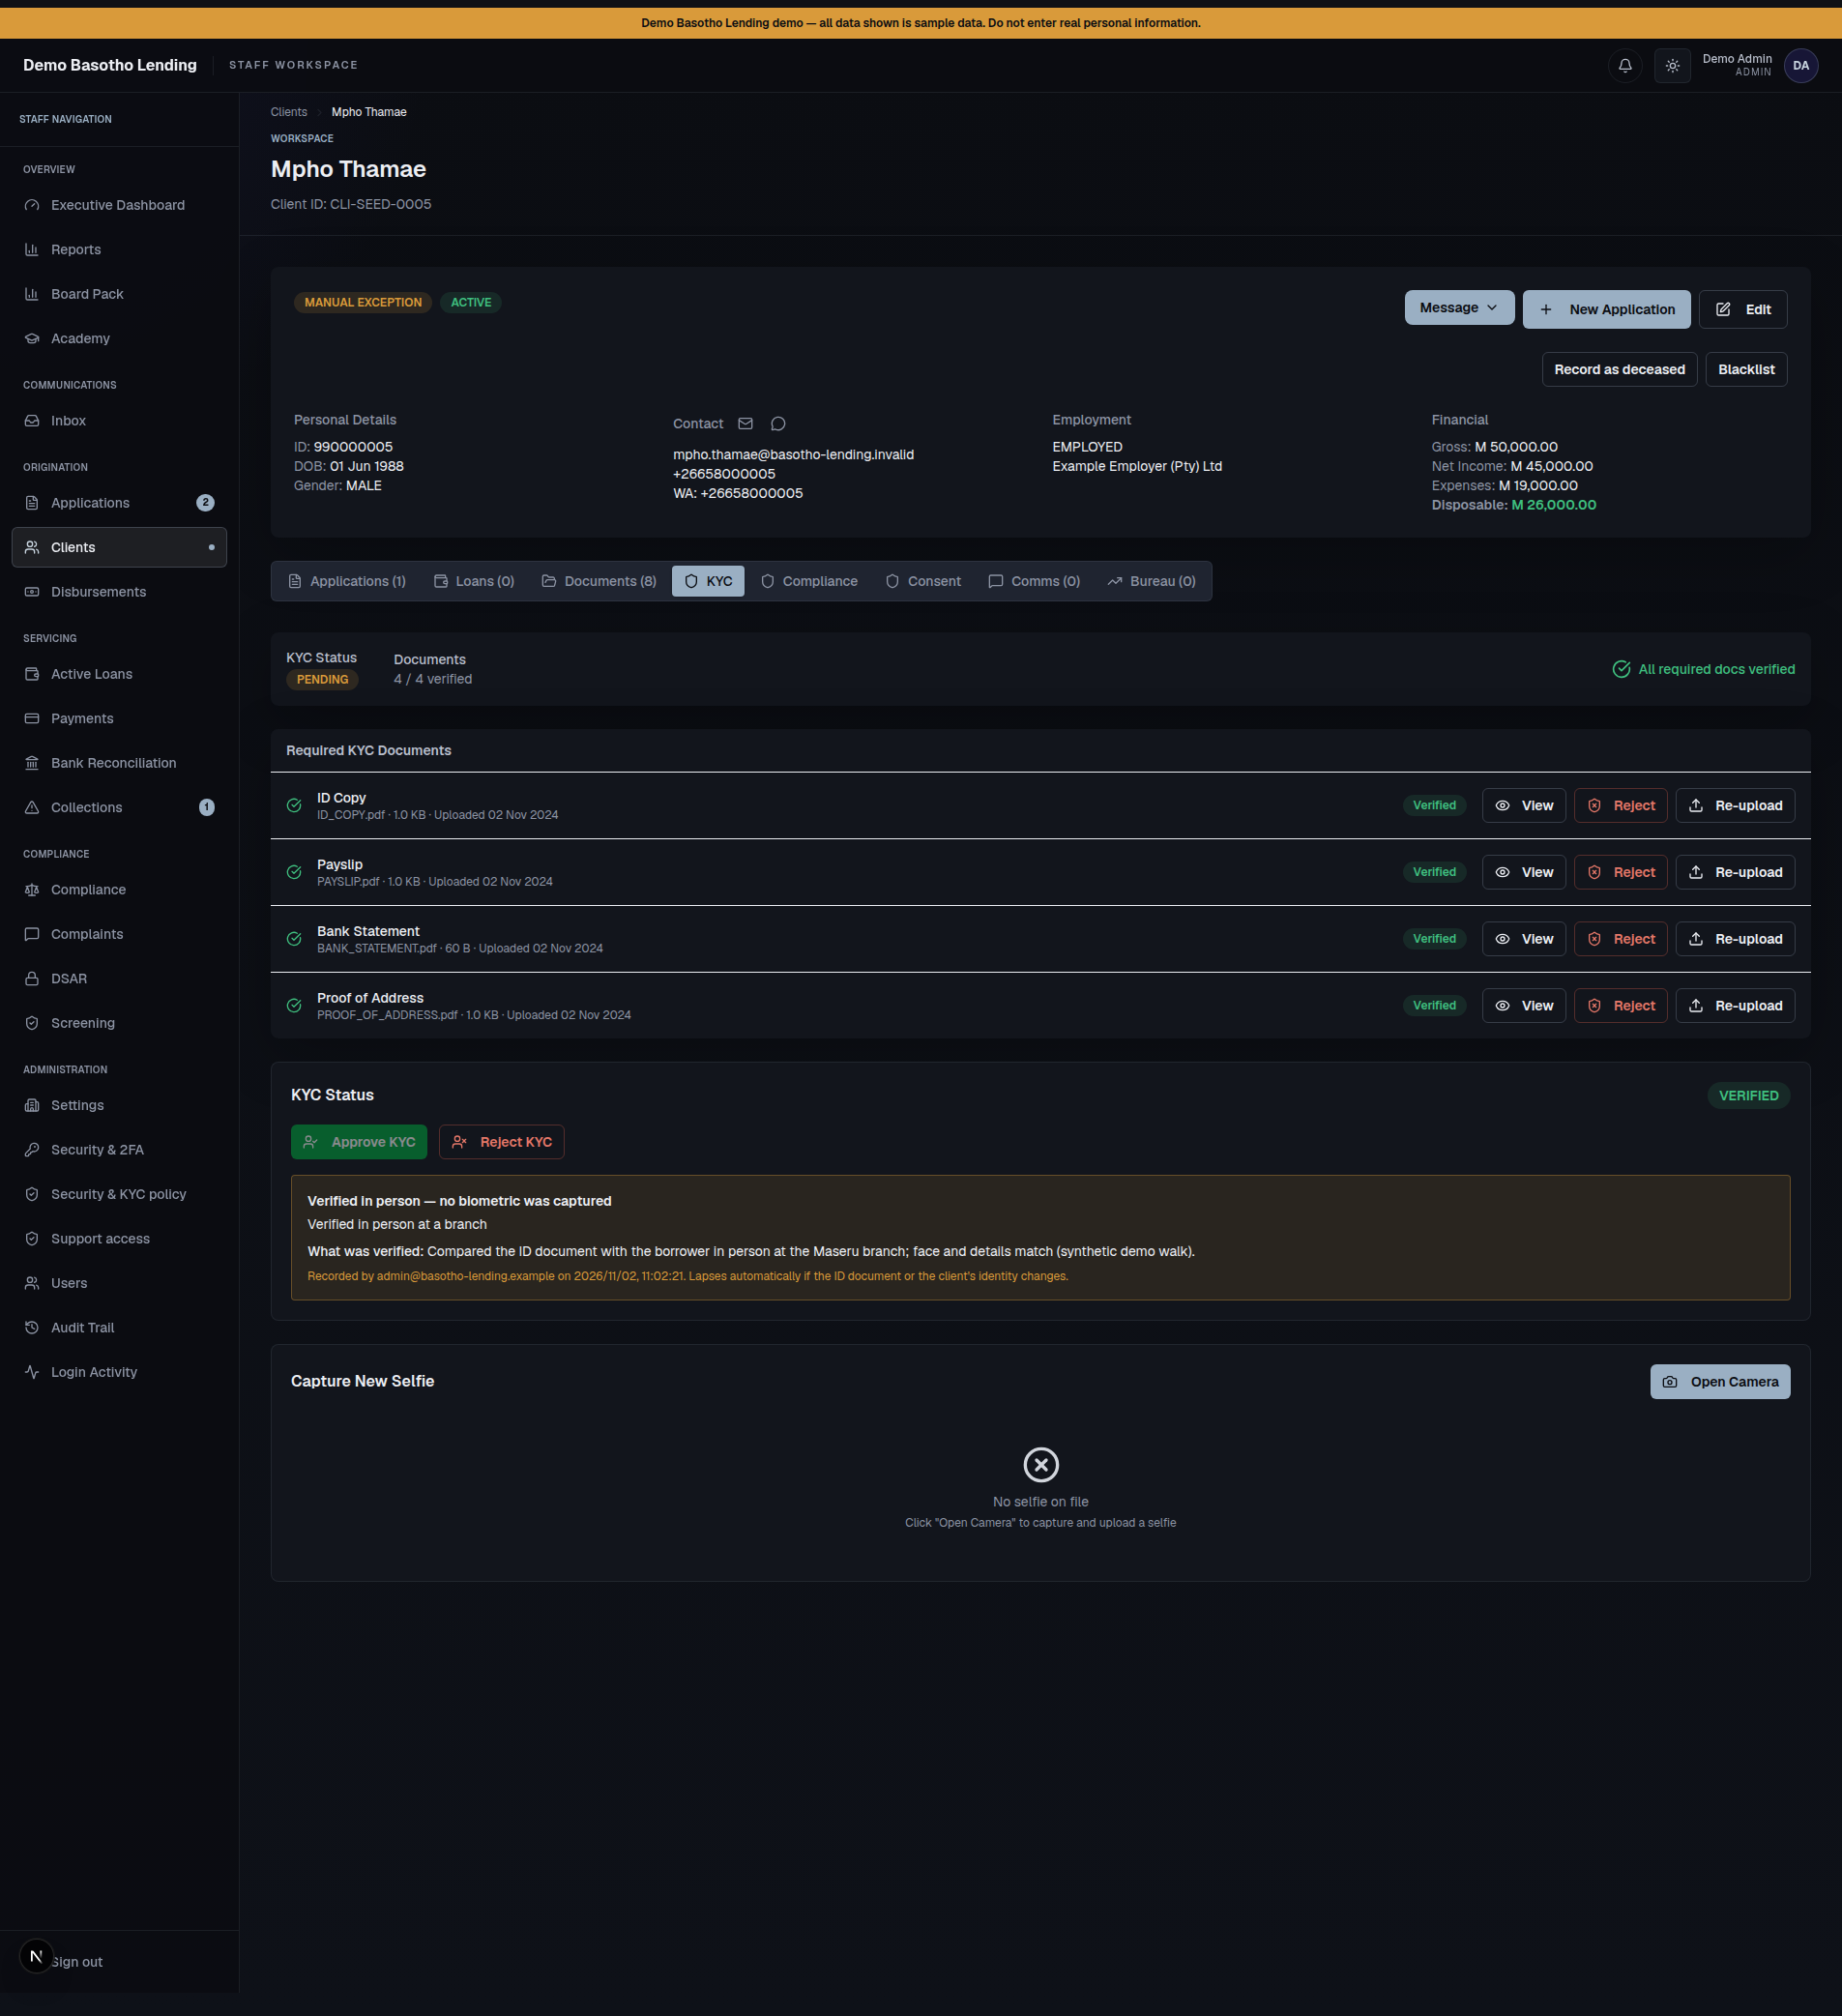 Demo Basotho Lending demo — all data shown is sample data. Do not enter real personal information.
Demo Basotho Lending
STAFF WORKSPACE
Demo Admin
ADMIN
DA
STAFF NAVIGATION
OVERVIEW
Executive Dashboard
Reports
Board Pack
Academy
COMMUNICATIONS
Inbox
ORIGINATION
Applications 2
Clients
Disbursements
SERVICING
Active Loans
Payments
Bank Reconciliation
Collections 1
COMPLIANCE
Compliance
Complaints
DSAR
Screening
ADMINISTRATION
Settings
Security & 2FA
Security & KYC policy
Support access
Users
Audit Trail
Login Activity
N
Sign out
Clients Mpho Thamae
WORKSPACE
Mpho Thamae
Client ID: CLI-SEED-0005
MANUAL EXCEPTION ACTIVE
Message New Application Edit
Record as deceased Blacklist
Personal Details
ID: 990000005
DOB: 01 Jun 1988
Gender: MALE
Contact
mpho.thamae@basotho-lending.invalid
+26658000005
WA: +26658000005
Employment
EMPLOYED
Example Employer (Pty) Ltd
Financial
Gross: M 50,000.00
Net Income: M 45,000.00
Expenses: M 19,000.00
Disposable: M 26,000.00
Applications (1) Loans (0) Documents (8) KYC Compliance Consent Comms (0) Bureau (0)
KYC Status
PENDING
Documents
4 / 4 verified
All required docs verified
Required KYC Documents
ID Copy
ID_COPY.pdf · 1.0 KB · Uploaded 02 Nov 2024
Verified View Reject Re-upload
Payslip
PAYSLIP.pdf · 1.0 KB · Uploaded 02 Nov 2024
Verified View Reject Re-upload
Bank Statement
BANK_STATEMENT.pdf · 60 B · Uploaded 02 Nov 2024
Verified View Reject Re-upload
Proof of Address
PROOF_OF_ADDRESS.pdf · 1.0 KB · Uploaded 02 Nov 2024
Verified View Reject Re-upload
KYC Status
VERIFIED
Approve KYC Reject KYC
Verified in person — no biometric was captured
Verified in person at a branch
What was verified: Compared the ID document with the borrower in person at the Maseru branch; face and details match (synthetic demo walk).
Recorded by admin@basotho-lending.example on 2026/11/02, 11:02:21. Lapses automatically if the ID document or the client's identity changes.
Capture New Selfie
Open Camera
No selfie on file
Click "Open Camera" to capture and upload a selfie